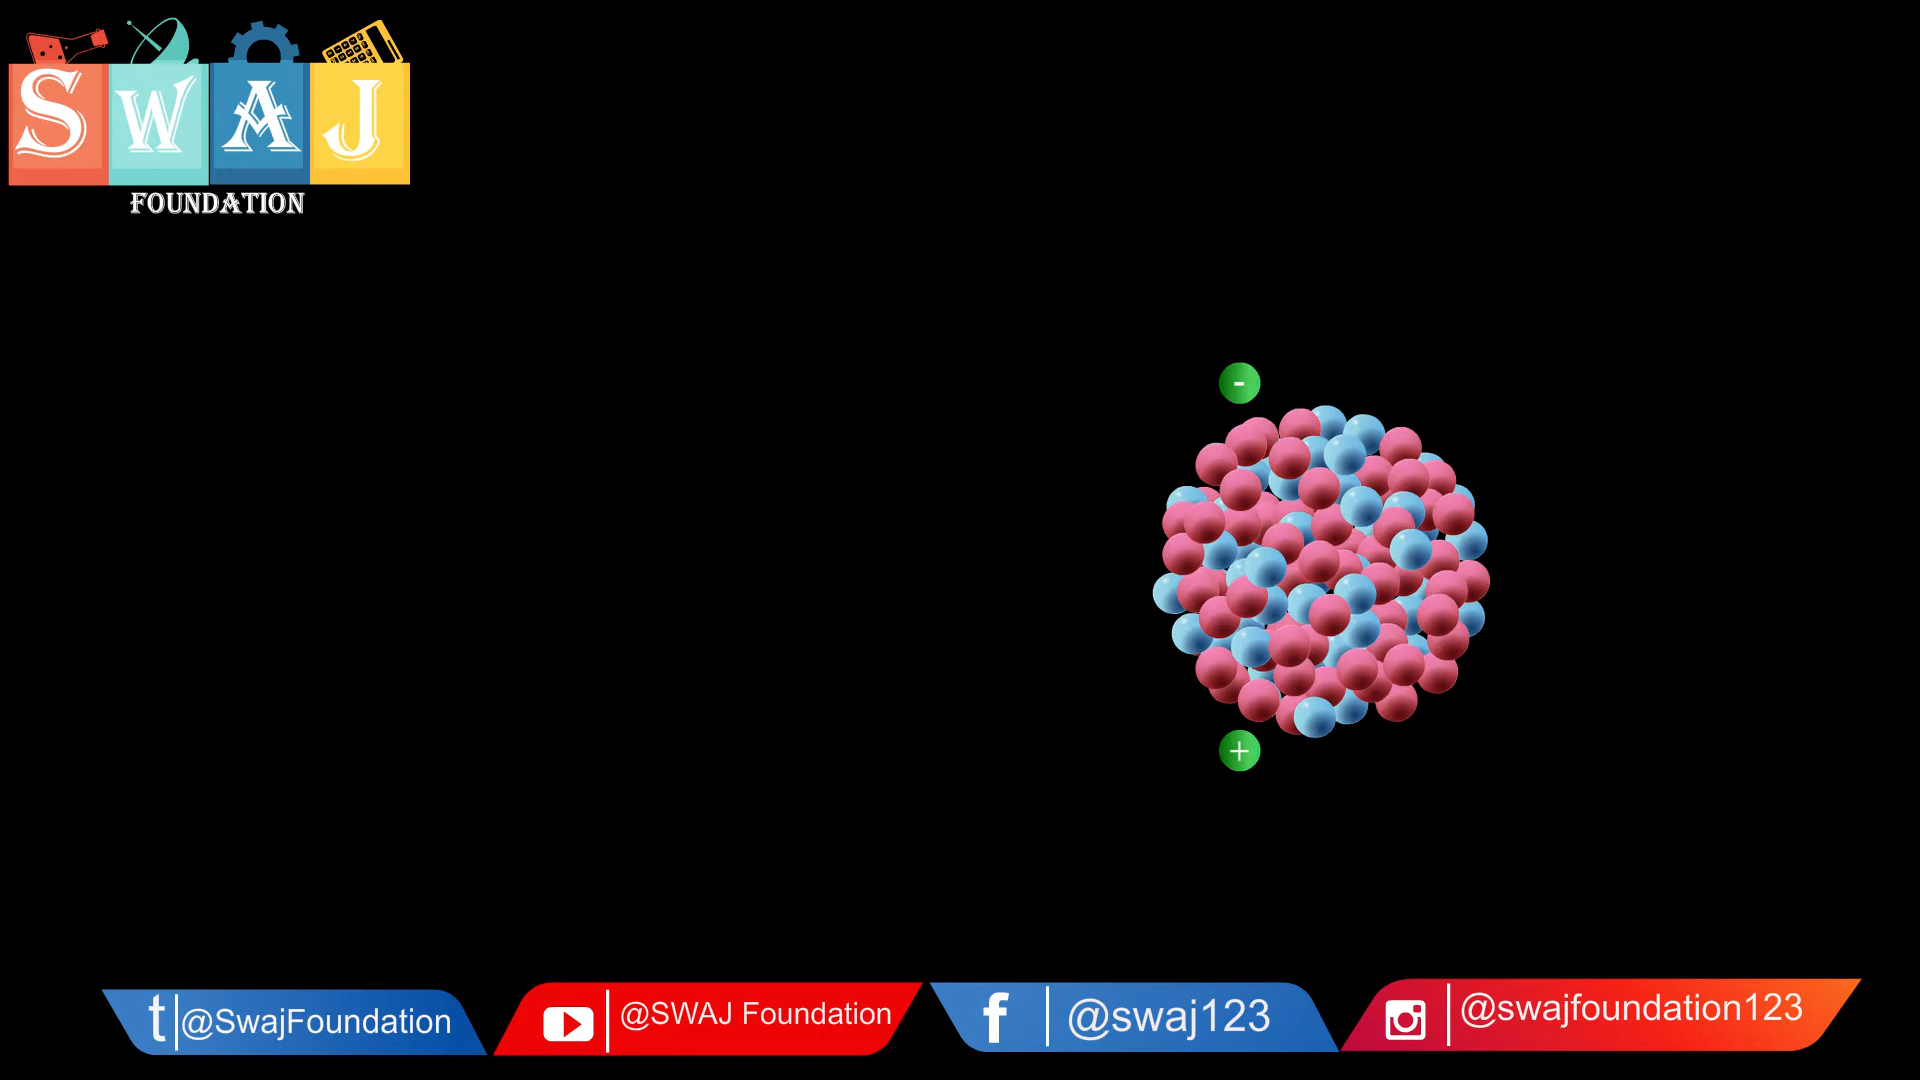 SWAJ
FOUNDATION
-
+
t|@SwajFoundation
@SWAJ Foundation
f @swaj123
@swajfoundation123